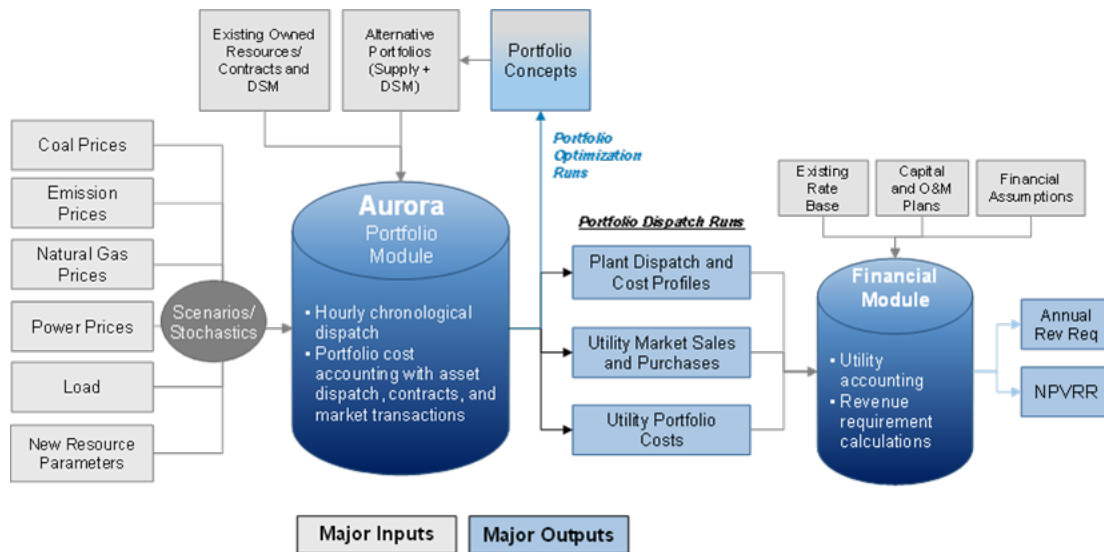 Existing Owned
Resources/
Contracts and
DSM
Alternative
Portfolios
(Supply +
DSM)
Portfolio
Concepts
Coal Prices
Emission
Prices
Natural Gas
Prices
Power Prices
Load
New Resource
Parameters
Scenarios/
Stochastics
Aurora
Portfolio
Module
• Hourly chronological
dispatch
• Portfolio cost
accounting with asset
dispatch, contracts, and
market transactions
Portfolio
Optimization
Runs
Portfolio Dispatch Runs
Plant Dispatch and
Cost Profiles
Utility Market Sales
and Purchases
Utility Portfolio
Costs
Existing
Rate
Base
Capital
and O&M
Plans
Financial
Assumptions
Financial
Module
• Utility
accounting
• Revenue
requirement
calculations
Annual
Rev Req
NPVRR
Major Inputs
Major Outputs